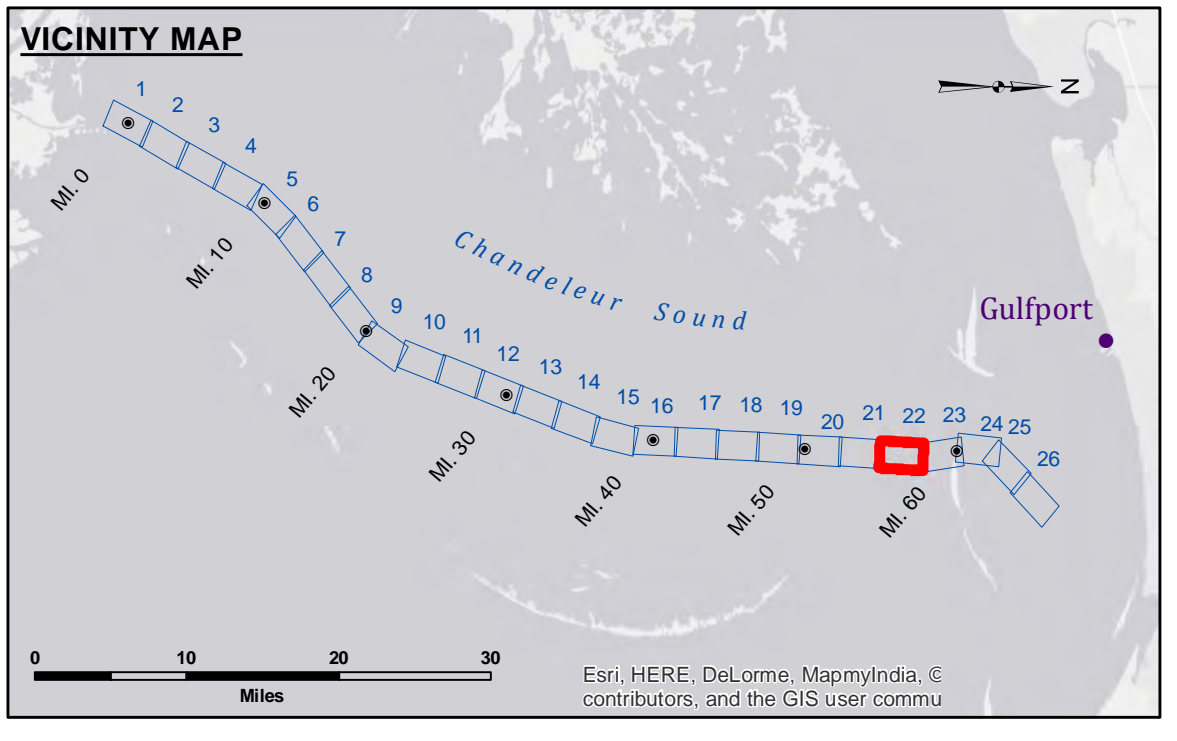 VICINITY MAP
N
1
2
3
4
5
6
7
8
9
10
11
12
13
14
15
16
17
18
19
20
21
22
23
24
25
26
MI. 0
MI. 10
MI. 20
MI. 30
MI. 40
MI. 50
MI. 60
Chandeleur Sound
Gulfport
0 10 20 30
Miles
Esri, HERE, DeLorme, MapmyIndia, ©
contributors, and the GIS user commu